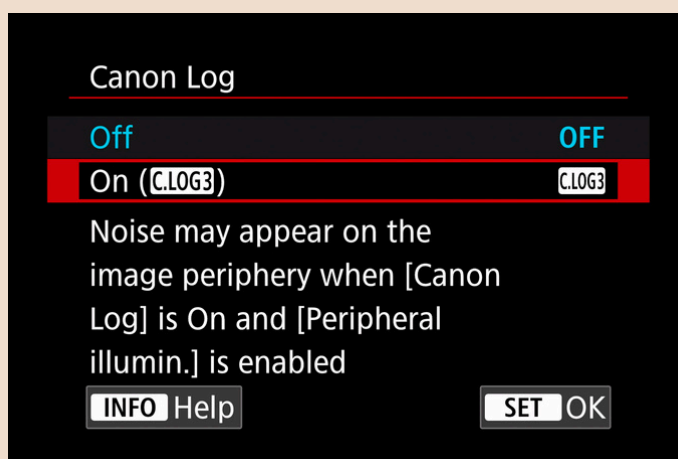 Canon Log
Off OFF
On (C.LOG3) C.LOG3
Noise may appear on the
image periphery when [Canon
Log] is On and [Peripheral
illumin.] is enabled
INFO Help SET OK